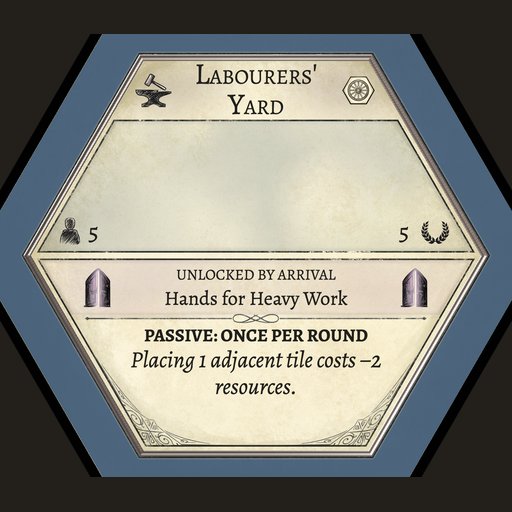 Labourers'
Yard
5
5
UNLOCKED BY ARRIVAL
Hands for Heavy Work
PASSIVE: ONCE PER ROUND
Placing 1 adjacent tile costs –2
resources.